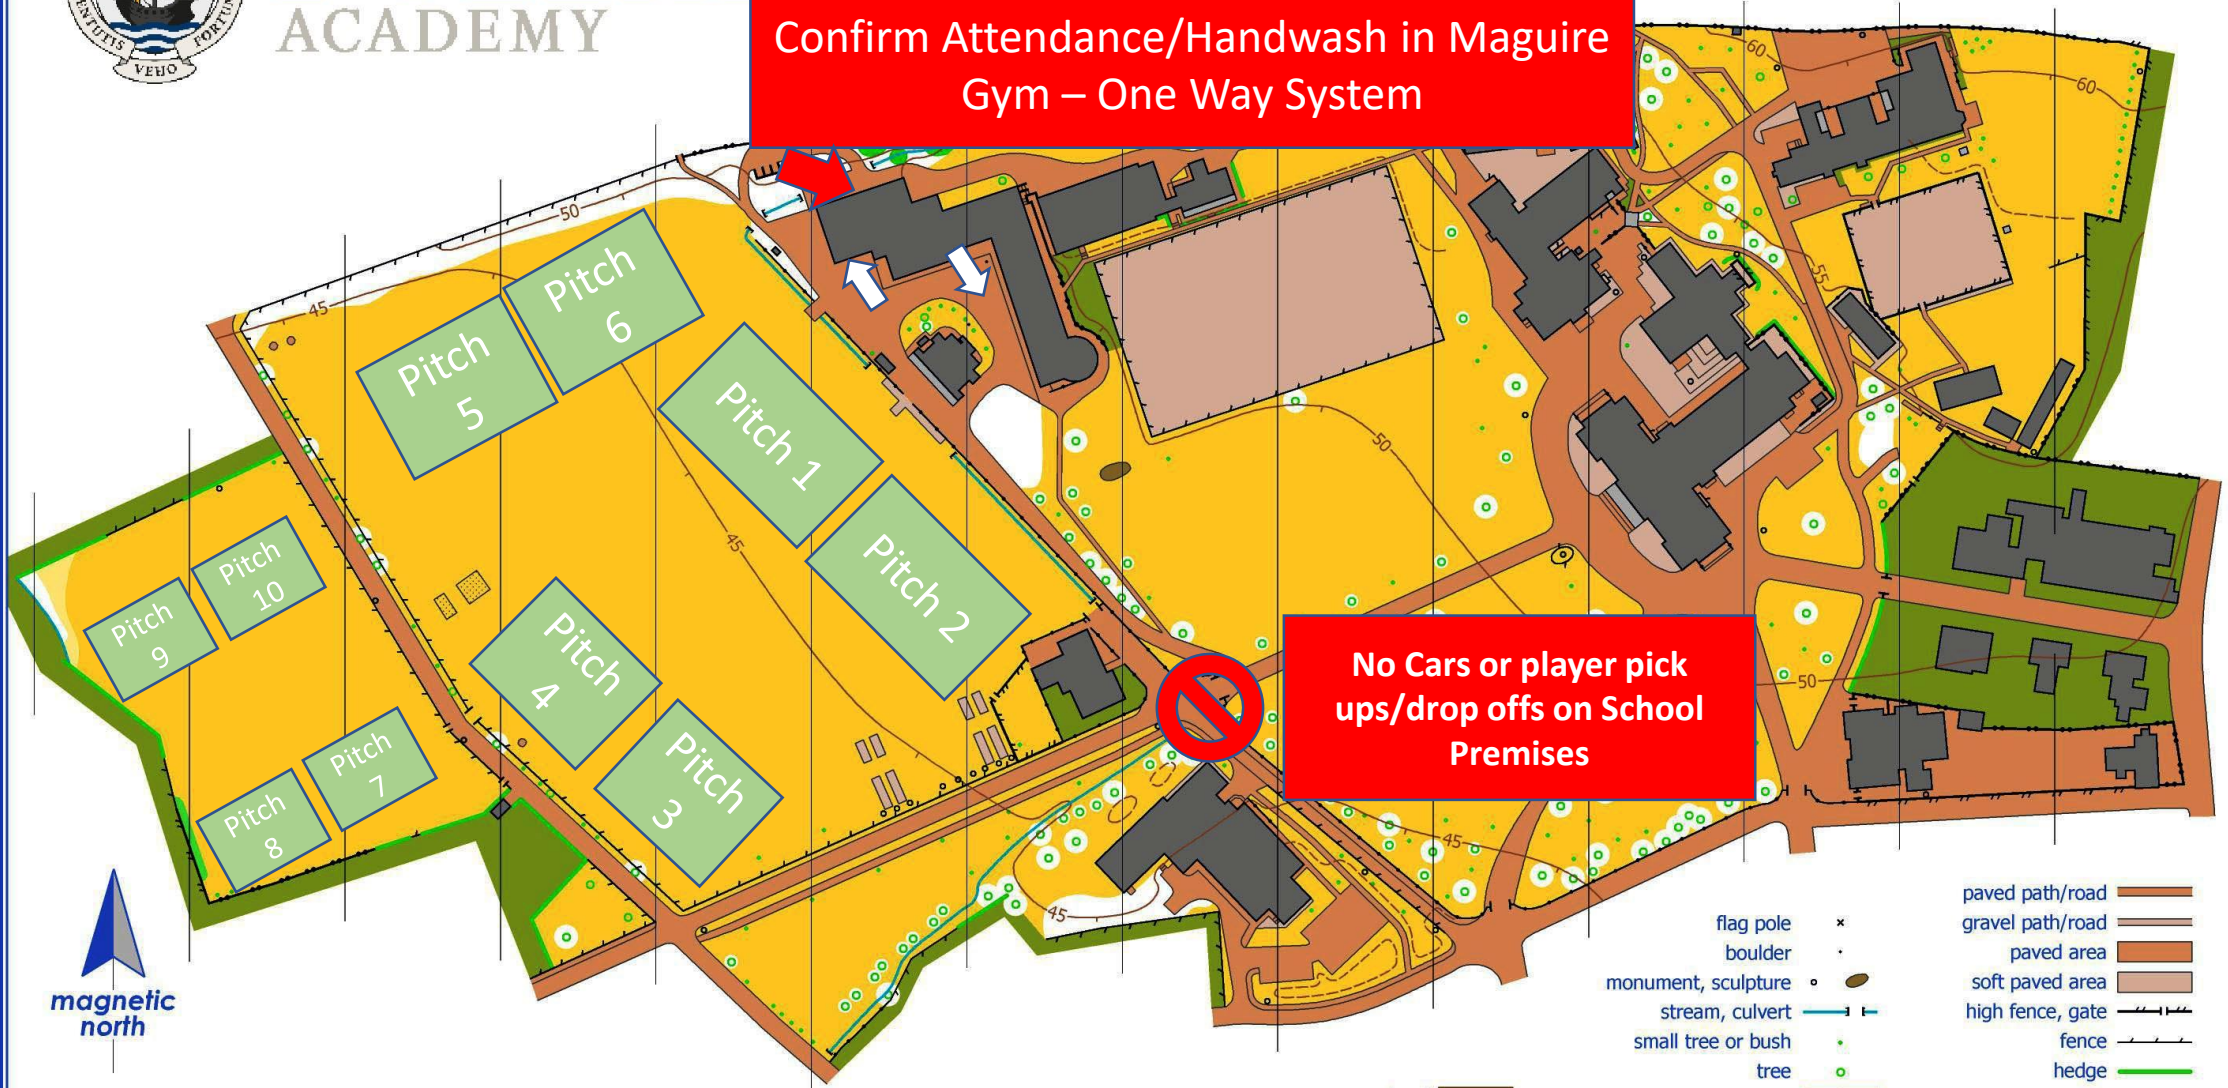 ENTUTIS
FORTUN
VEHO
ACADEMY
Confirm Attendance/Handwash in Maguire
Gym – One Way System
Pitch
5
Pitch
6
Pitch 1
Pitch 2
Pitch
4
Pitch
3
Pitch
9
Pitch
10
Pitch
8
Pitch
7
No Cars or player pick
ups/drop offs on School
Premises
50
45
45
60
60
55
50
50
45
45
magnetic
north
flag pole
boulder
monument, sculpture
stream, culvert
small tree or bush
tree
paved path/road
gravel path/road
paved area
soft paved area
high fence, gate
fence
hedge